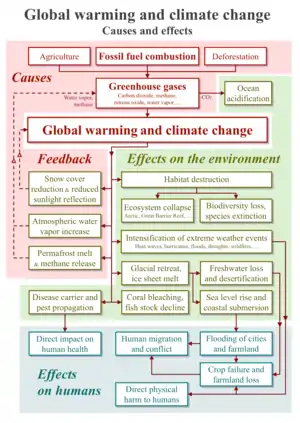 Global warming and climate change
Causes and effects
Agriculture
Fossil fuel combustion
Deforestation
Causes
Greenhouse gases
Carbon dioxide, methane,
nitrous oxide, water vapor,...
Water vapor,
methane
CO₂
Ocean
acidification
Global warming and climate change
Feedback
Effects on the environment
Snow cover
reduction & reduced
sunlight reflection
Habitat destruction
Ecosystem collapse
Arctic, Great Barrier Reef,...
Biodiversity loss,
species extinction
Atmospheric water
vapor increase
Intensification of extreme weather events
Heat waves, hurricanes, floods, droughts, wildfires,...
Permafrost melt
& methane release
Glacial retreat,
ice sheet melt
Freshwater loss
and desertification
Disease carrier and
pest propagation
Coral bleaching,
fish stock decline
Sea level rise and
coastal submersion
Direct impact on
human health
Human migration
and conflict
Flooding of cities
and farmland
Effects
on humans
Crop failure and
farmland loss
Direct physical
harm to humans